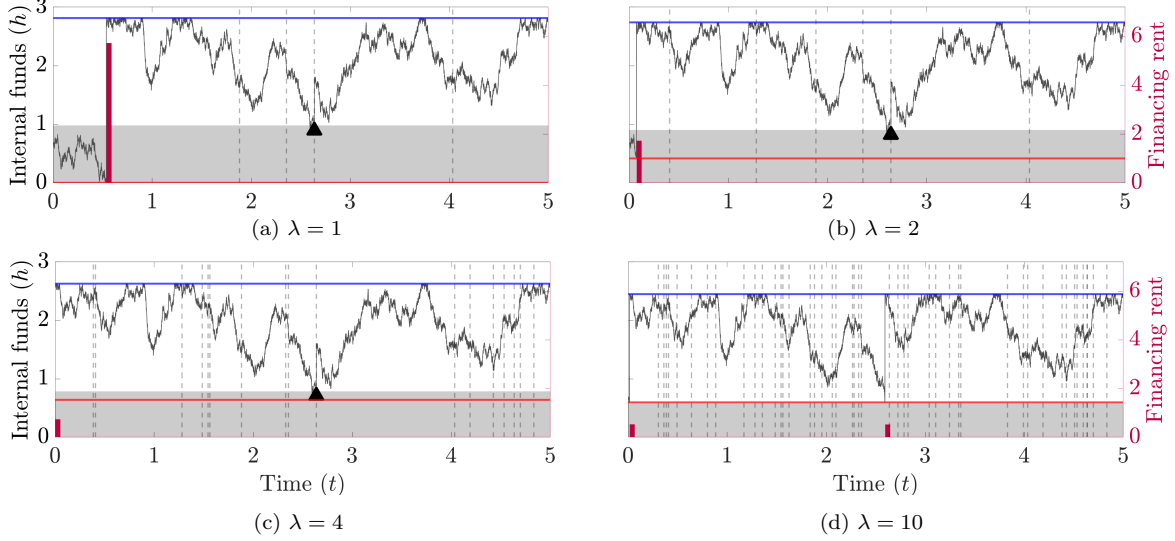 Internal funds (h)
3
2
1
0
0 1 2 3 4 5
(a) λ = 1
6
4
2
0
Financing rent
0 1 2 3 4 5
(b) λ = 2
Internal funds (h)
3
2
1
0
0 1 2 3 4 5
Time (t)
(c) λ = 4
6
4
2
0
Financing rent
0 1 2 3 4 5
Time (t)
(d) λ = 10